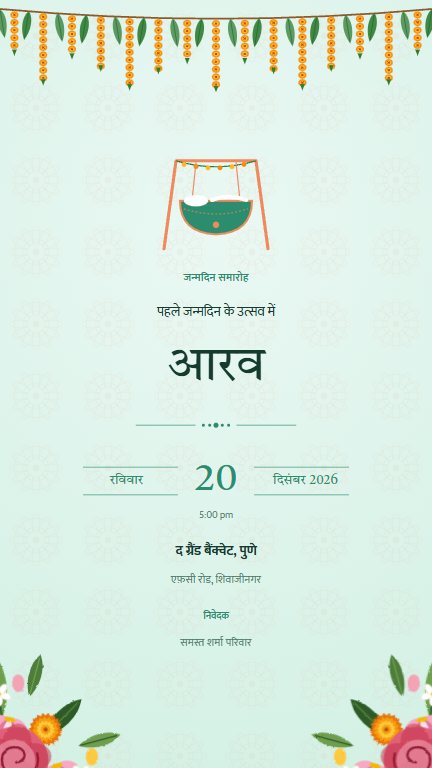 जन्मदिन समारोह
पहले जन्मदिन के उत्सव में
आरव
रविवार 20 दिसंबर 2026
5:00 pm
द ग्रैंड बैंक्वेट, पुणे
एफ़सी रोड, शिवाजीनगर
निवेदक
समस्त शर्मा परिवार